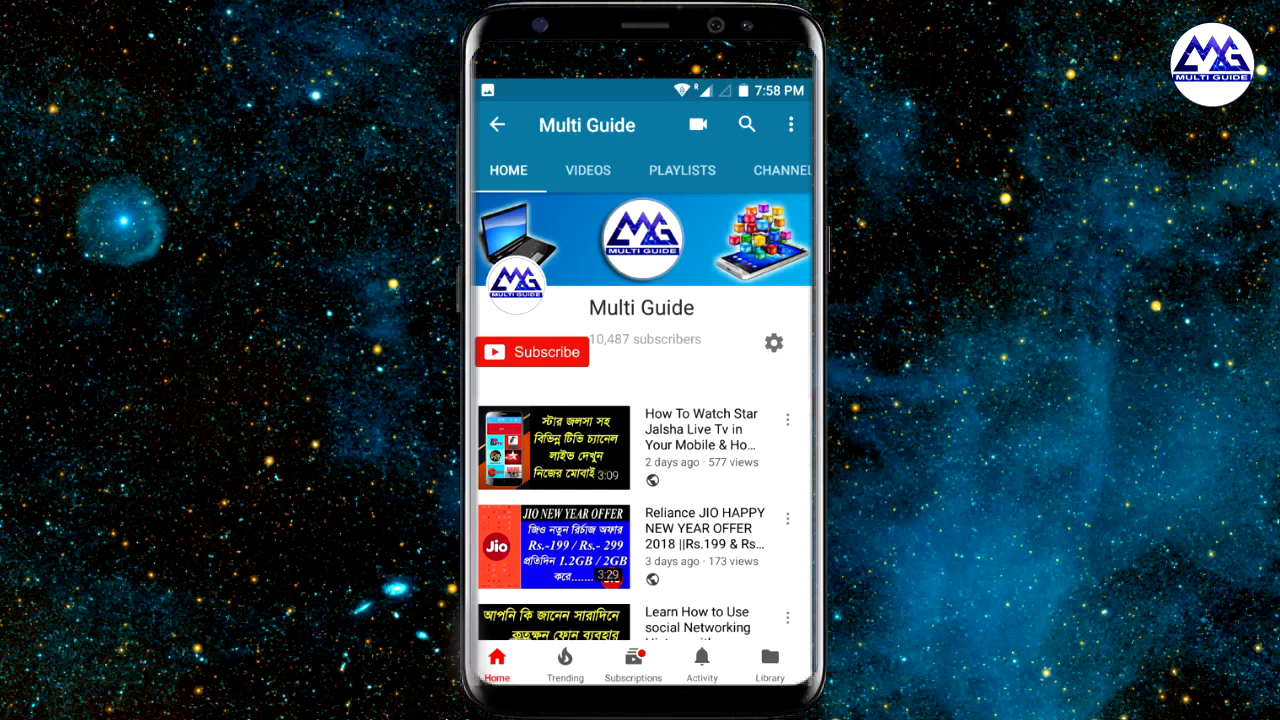 MG
MULTI GUIDE
R
7:58 PM
Multi Guide
HOME VIDEOS PLAYLISTS CHANNEL
MG
MULTI GUIDE
MG
MULTI GUIDE
Multi Guide
10,487 subscribers
Subscribe
স্টার জলসা সহ
বিভিন্ন টিভি চ্যানেল
লাইভ দেখুন
নিজের মোবাই
3:09
How To Watch Star
Jalsha Live Tv in
Your Mobile & Ho...
2 days ago · 577 views
JIO NEW YEAR OFFER
জিও নতুন রির্চাজ অফার
Rs.-199 / Rs.- 299
প্রতিদিন 1.2GB / 2GB
করে.......
Jio
3:29
Reliance JIO HAPPY
NEW YEAR OFFER
2018 ||Rs.199 & Rs...
3 days ago · 173 views
আপনি কি জানেন সারাদিনে
কতক্ষন ফোন ব্যবহার
Learn How to Use
social Networking
Home Trending Subscriptions Activity Library